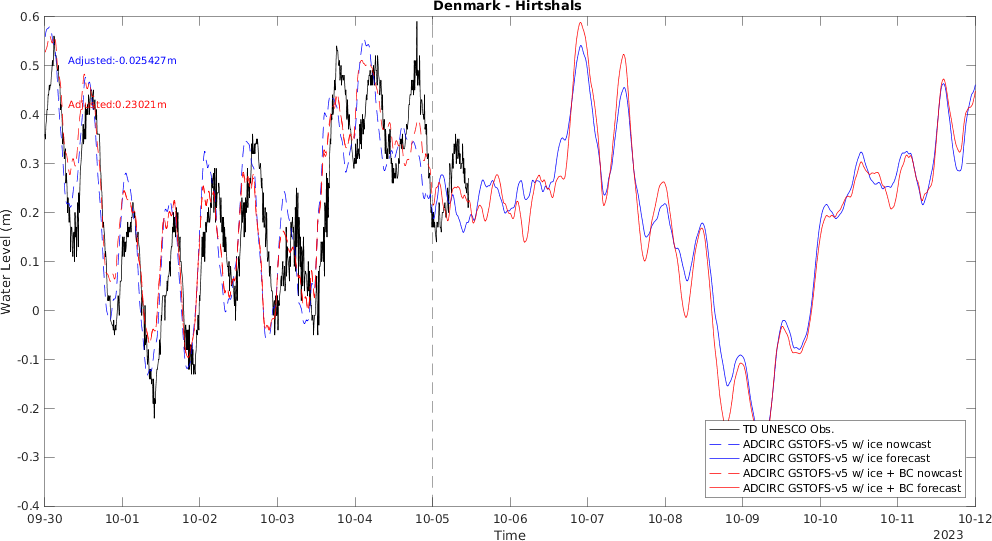 Denmark - Hirtshals
0.6
0.5
0.4
0.3
0.2
0.1
0
-0.1
-0.2
-0.3
-0.4
Water Level (m)
Adjusted:-0.025427m
Adjusted:0.23021m
TD UNESCO Obs.
ADCIRC GSTOFS-v5 w/ ice nowcast
ADCIRC GSTOFS-v5 w/ ice forecast
ADCIRC GSTOFS-v5 w/ ice + BC nowcast
ADCIRC GSTOFS-v5 w/ ice + BC forecast
09-30 10-01 10-02 10-03 10-04 10-05 10-06 10-07 10-08 10-09 10-10 10-11 10-12
Time
2023